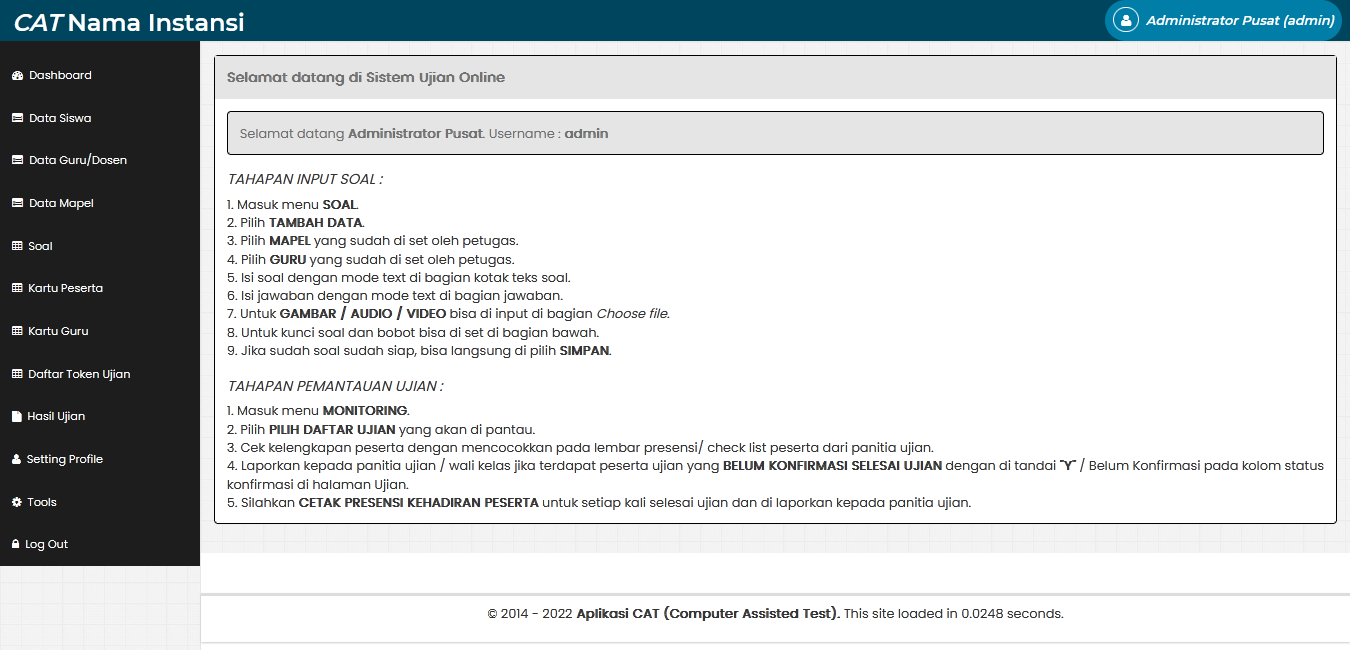 CAT Nama Instansi
Administrator Pusat (admin)
Dashboard
Data Siswa
Data Guru/Dosen
Data Mapel
Soal
Kartu Peserta
Kartu Guru
Daftar Token Ujian
Hasil Ujian
Setting Profile
Tools
Log Out
Selamat datang di Sistem Ujian Online
Selamat datang Administrator Pusat. Username : admin
TAHAPAN INPUT SOAL :
1. Masuk menu SOAL.
2. Pilih TAMBAH DATA.
3. Pilih MAPEL yang sudah di set oleh petugas.
4. Pilih GURU yang sudah di set oleh petugas.
5. Isi soal dengan mode text di bagian kotak teks soal.
6. Isi jawaban dengan mode text di bagian jawaban.
7. Untuk GAMBAR / AUDIO / VIDEO bisa di input di bagian Choose file.
8. Untuk kunci soal dan bobot bisa di set di bagian bawah.
9. Jika sudah soal sudah siap, bisa langsung di pilih SIMPAN.
TAHAPAN PEMANTAUAN UJIAN :
1. Masuk menu MONITORING.
2. Pilih PILIH DAFTAR UJIAN yang akan di pantau.
3. Cek kelengkapan peserta dengan mencocokkan pada lembar presensi/ check list peserta dari panitia ujian.
4. Laporkan kepada panitia ujian / wali kelas jika terdapat peserta ujian yang BELUM KONFIRMASI SELESAI UJIAN dengan di tandai "Y" / Belum Konfirmasi pada kolom status
konfirmasi di halaman Ujian.
5. Silahkan CETAK PRESENSI KEHADIRAN PESERTA untuk setiap kali selesai ujian dan di laporkan kepada panitia ujian.
© 2014 - 2022 Aplikasi CAT (Computer Assisted Test). This site loaded in 0.0248 seconds.